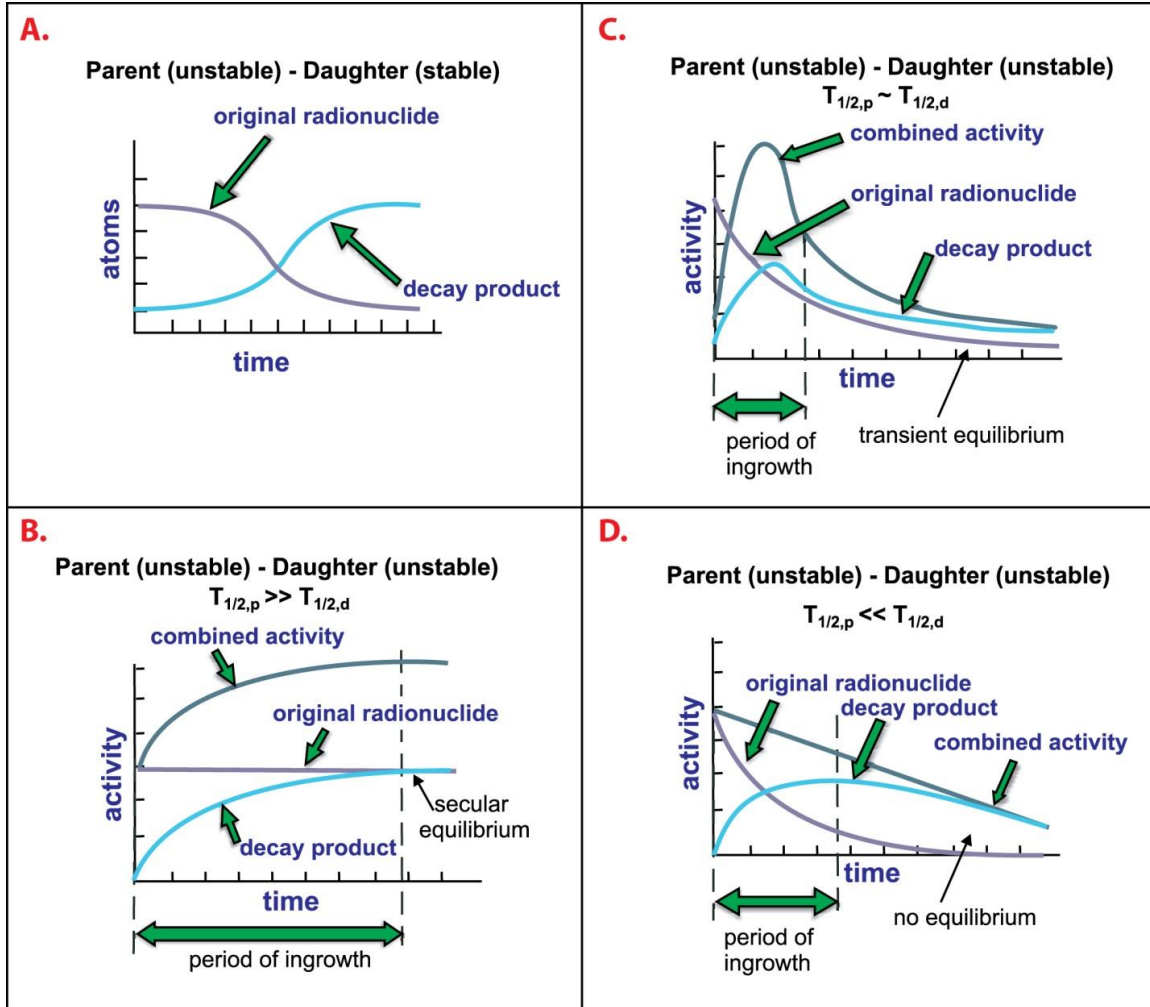 A.
Parent (unstable) - Daughter (stable)
original radionuclide
atoms
decay product
time
B.
Parent (unstable) - Daughter (unstable)
T1/2,p >> T1/2,d
combined activity
original radionuclide
activity
secular
equilibrium
decay product
time
period of ingrowth
C.
Parent (unstable) - Daughter (unstable)
T1/2,p ~ T1/2,d
combined activity
original radionuclide
activity
decay product
time
period of
ingrowth
transient equilibrium
D.
Parent (unstable) - Daughter (unstable)
T1/2,p << T1/2,d
original radionuclide
decay product
combined activity
activity
time
no equilibrium
period of
ingrowth